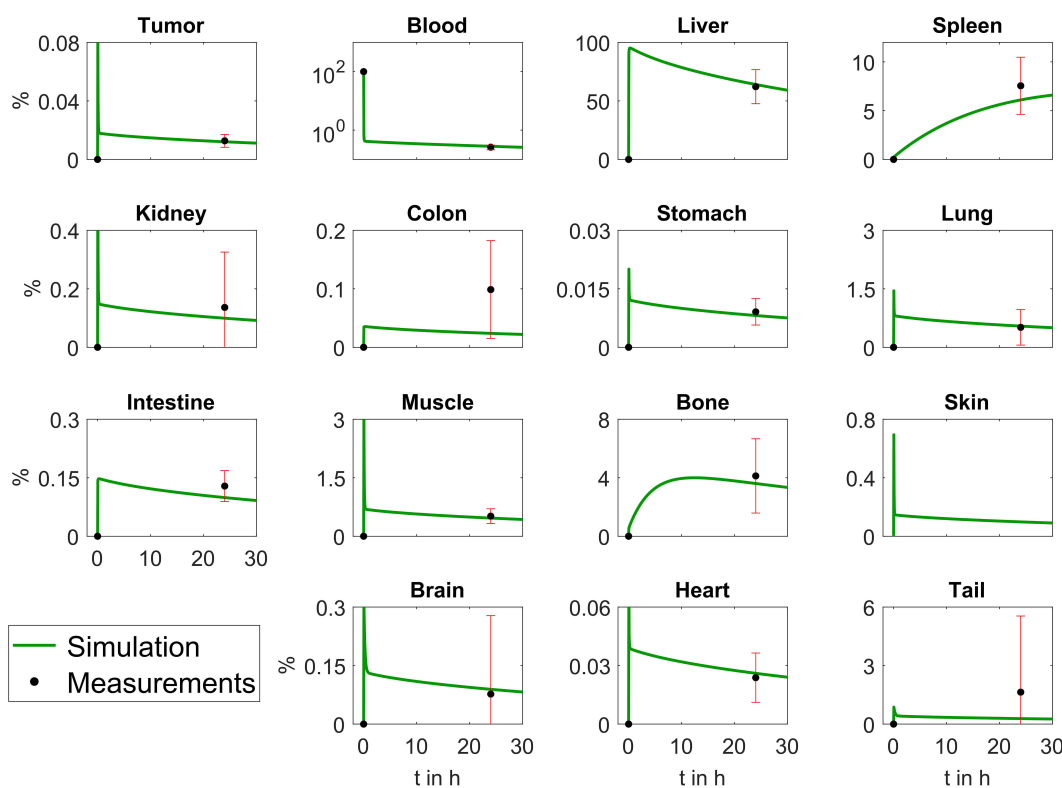 Tumor
Blood
Liver
Spleen
%
0.08
0.04
0
10^2
10^0
100
50
0
10
5
0
Kidney
Colon
Stomach
Lung
%
0.4
0.2
0
0.2
0.1
0
0.03
0.015
0
3
1.5
0
Intestine
Muscle
Bone
Skin
%
0.3
0.15
0
3
1.5
0
8
4
0
0.8
0.4
0
0 10 20 30
Brain
Heart
Tail
%
0.3
0.15
0
0.06
0.03
0
6
3
0
0 10 20 30
0 10 20 30
0 10 20 30
t in h
t in h
t in h
Simulation
Measurements